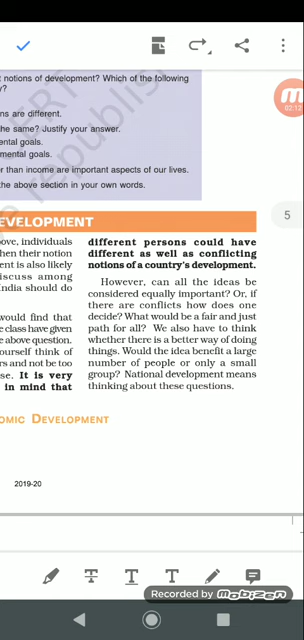 t notions of development? Which of the following
y?
ns are different.
the same? Justify your answer.
ental goals.
mental goals.
er than income are important aspects of our lives.
the above section in your own words.
02:12
5
EVELOPMENT
ove, individuals
hen their notion
ent is also likely
iscuss among
India should do
would find that
e class have given
e above question.
ourself think of
rs and not be too
se. It is very
in mind that
different persons could have
different as well as conflicting
notions of a country's development.
However, can all the ideas be
considered equally important? Or, if
there are conflicts how does one
decide? What would be a fair and just
path for all? We also have to think
whether there is a better way of doing
things. Would the idea benefit a large
number of people or only a small
group? National development means
thinking about these questions.
OMIC DEVELOPMENT
2019-20
T T T
Recorded by mobizen